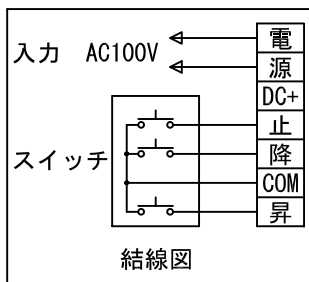 入力 AC100V
電
源
DC+
止
降
COM
昇
スイッチ
結線図